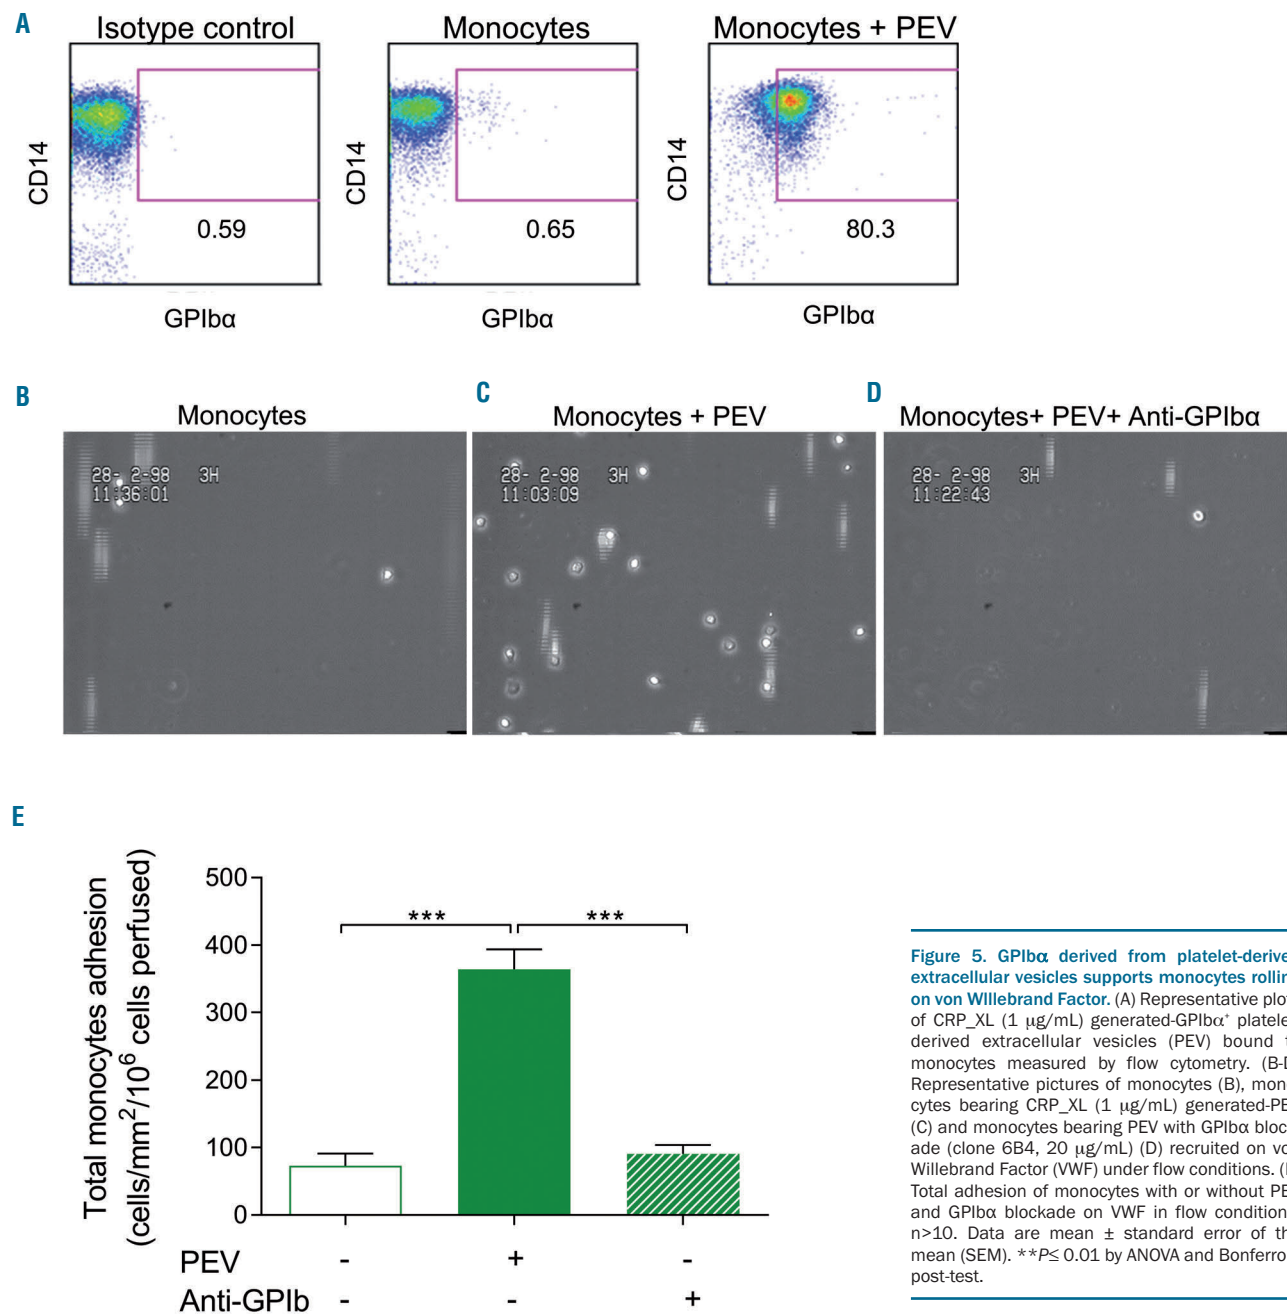 A
Isotype control
Monocytes
Monocytes + PEV
CD14
CD14
CD14
0.59
0.65
80.3
GPIbα
GPIbα
GPIbα
B
Monocytes
C
Monocytes + PEV
D
Monocytes+ PEV+ Anti-GPIbα
28- 2-98 3H
11:36:01
28- 2-98 3H
11:03:09
28- 2-98 3H
11:22:43
E
Total monocytes adhesion
(cells/mm²/10⁶ cells perfused)
500
400
300
200
100
0
***
***
PEV - + -
Anti-GPIb - - +
Figure 5. GPIbα derived from platelet-derive
extracellular vesicles supports monocytes rollin
on von WIllebrand Factor. (A) Representative plot
of CRP_XL (1 μg/mL) generated-GPIbα⁺ platele
derived extracellular vesicles (PEV) bound t
monocytes measured by flow cytometry. (B-D
Representative pictures of monocytes (B), mono
cytes bearing CRP_XL (1 μg/mL) generated-PE
(C) and monocytes bearing PEV with GPIbα block
ade (clone 6B4, 20 μg/mL) (D) recruited on vo
Willebrand Factor (VWF) under flow conditions. (E
Total adhesion of monocytes with or without PE
and GPIbα blockade on VWF in flow condition
n>10. Data are mean ± standard error of th
mean (SEM). **P≤ 0.01 by ANOVA and Bonferro
post-test.